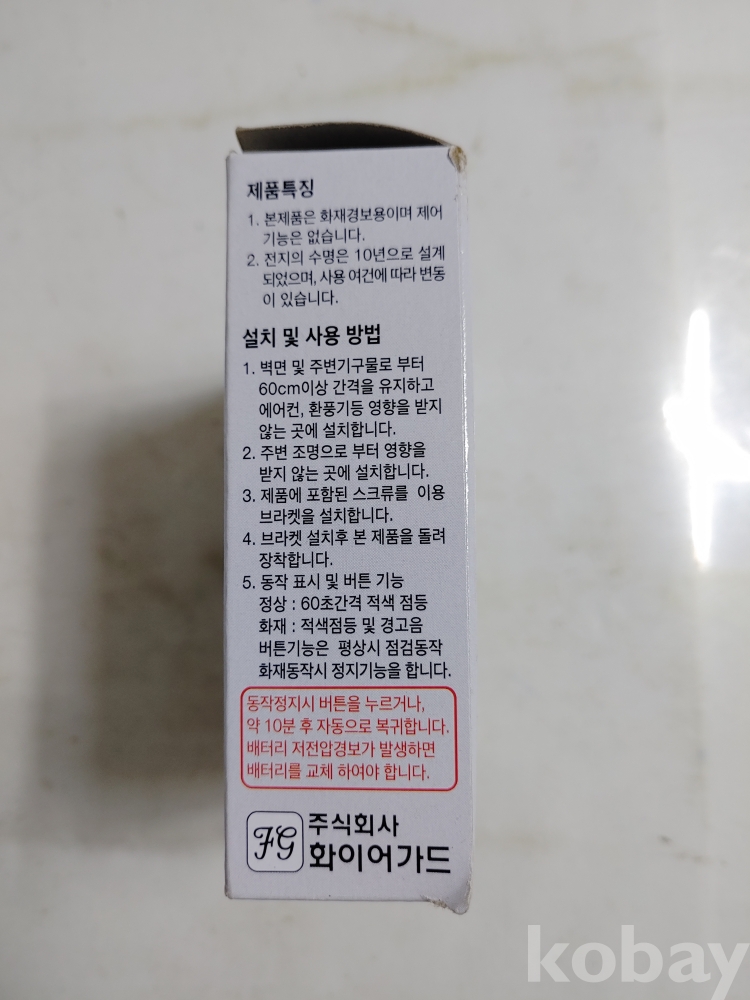 제품특징
1. 본제품은 화재경보용이며 제어
기능은 없습니다.
2. 전지의 수명은 10년으로 설계
되었으며, 사용 여건에 따라 변동
이 있습니다.
설치 및 사용 방법
1. 벽면 및 주변기구물로 부터
60cm이상 간격을 유지하고
에어컨, 환풍기등 영향을 받지
않는 곳에 설치합니다.
2. 주변 조명으로 부터 영향을
받지 않는 곳에 설치합니다.
3. 제품에 포함된 스크류를 이용
브라켓을 설치합니다.
4. 브라켓 설치후 본 제품을 돌려
장착합니다.
5. 동작 표시 및 버튼 기능
정상 : 60초간격 적색 점등
화재 : 적색점등 및 경고음
버튼기능은 평상시 점검동작
화재동작시 정지기능을 합니다.
동작정지시 버튼을 누르거나,
약 10분 후 자동으로 복귀합니다.
배터리 저전압경보가 발생하면
배터리를 교체 하여야 합니다.
FG 주식회사
화이어가드
kobay